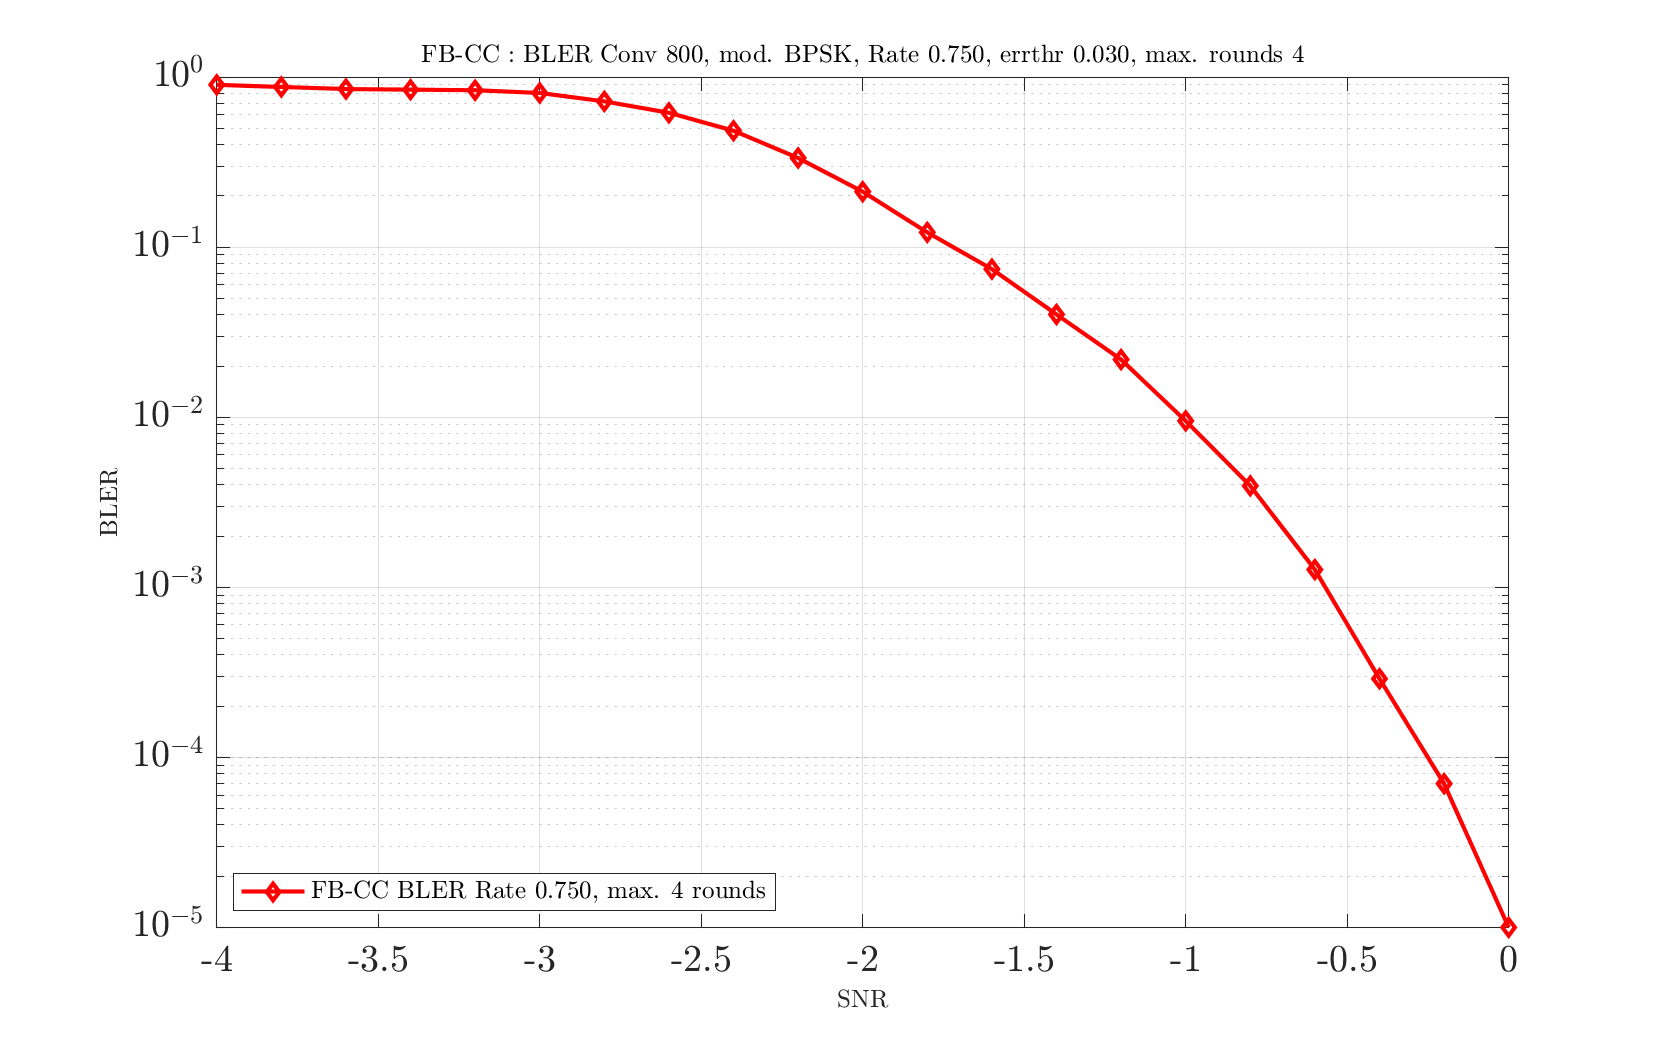 FB-CC : BLER Conv 800, mod. BPSK, Rate 0.750, errthr 0.030, max. rounds 4
10^0
10^-1
10^-2
10^-3
10^-4
10^-5
BLER
FB-CC BLER Rate 0.750, max. 4 rounds
-4 -3.5 -3 -2.5 -2 -1.5 -1 -0.5 0
SNR